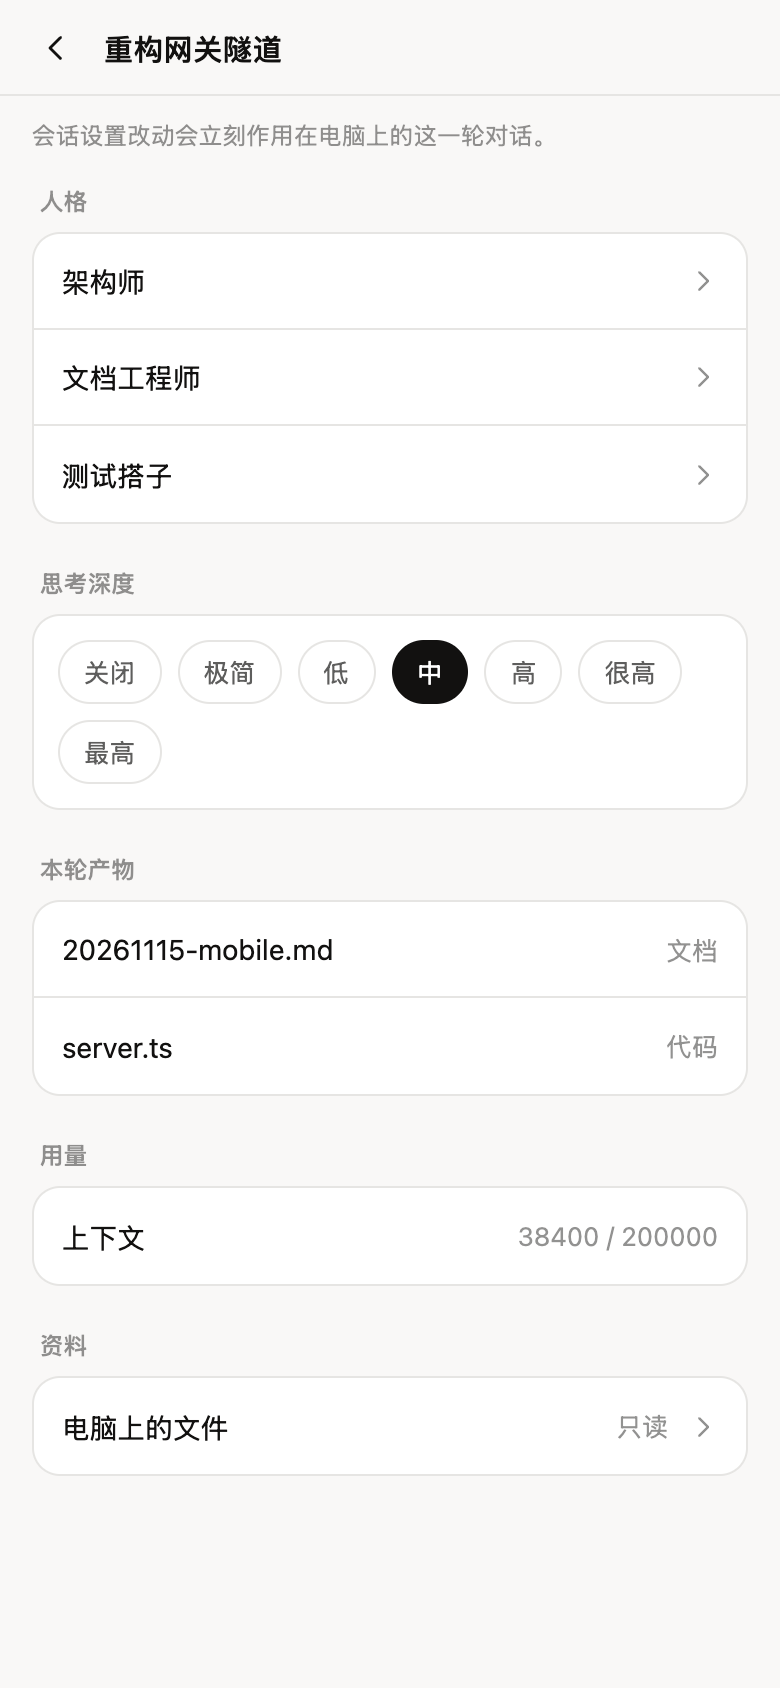 重构网关隧道
会话设置改动会立刻作用在电脑上的这一轮对话。
人格
架构师
文档工程师
测试搭子
思考深度
关闭 极简 低 中 高 很高
最高
本轮产物
20261115-mobile.md 文档
server.ts 代码
用量
上下文 38400 / 200000
资料
电脑上的文件 只读